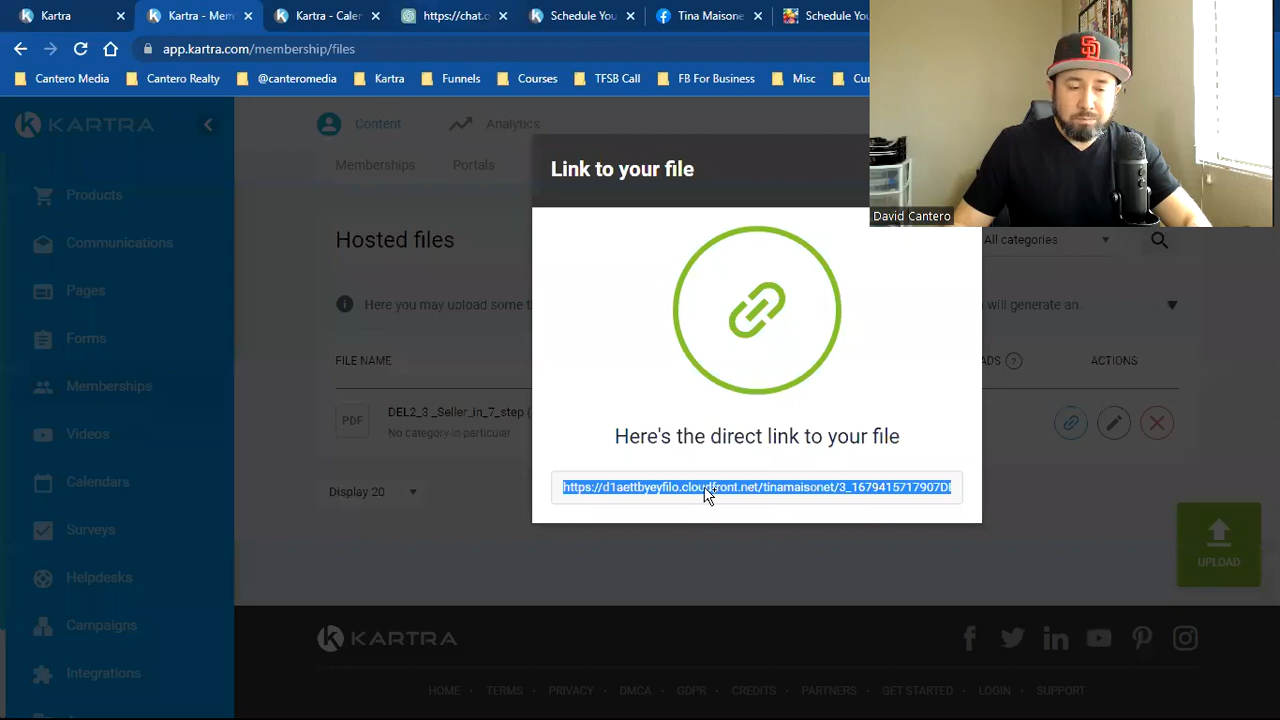 Kartra
Kartra - Mem
Kartra - Caler
https://chat.o
Schedule You
Tina Maisone
Schedule You
app.kartra.com/membership/files
Cantero Media
Cantero Realty
@canteromedia
Kartra
Funnels
Courses
TFSB Call
FB For Business
Misc
Cur
KARTRA
Content
Analytics
Memberships
Portals
Products
Communications
Pages
Forms
Memberships
Videos
Calendars
Surveys
Helpdesks
Campaigns
Integrations
Link to your file
SD
David Cantero
Hosted files
All categories
Here you may upload some t
will generate an
FILE NAME
ADS
ACTIONS
PDF
DEL2_3_Seller_in_7_step (
No category in particular
Display 20
Here's the direct link to your file
https://d1aettbyeyfilo.cloudfront.net/tinamaisonet/3_1679415717907DE
UPLOAD
KARTRA
HOME
TERMS
PRIVACY
DMCA
GDPR
CREDITS
PARTNERS
GET STARTED
LOGIN
SUPPORT